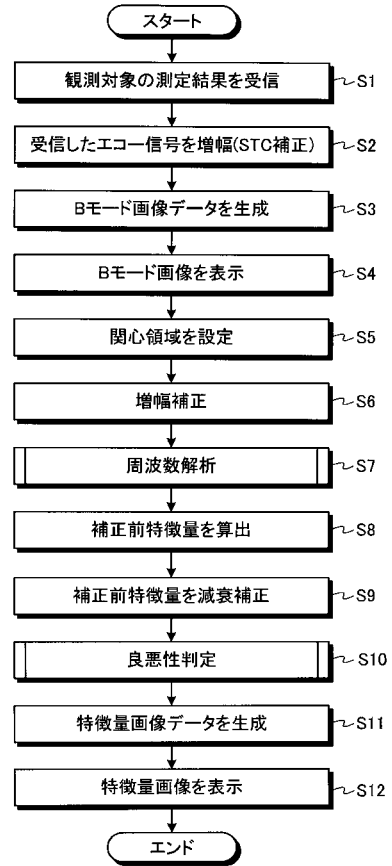 スタート
観測対象の測定結果を受信 S1
受信したエコー信号を増幅(STC補正) S2
Bモード画像データを生成 S3
Bモード画像を表示 S4
関心領域を設定 S5
増幅補正 S6
周波数解析 S7
補正前特徴量を算出 S8
補正前特徴量を減衰補正 S9
良悪性判定 S10
特徴量画像データを生成 S11
特徴量画像を表示 S12
エンド